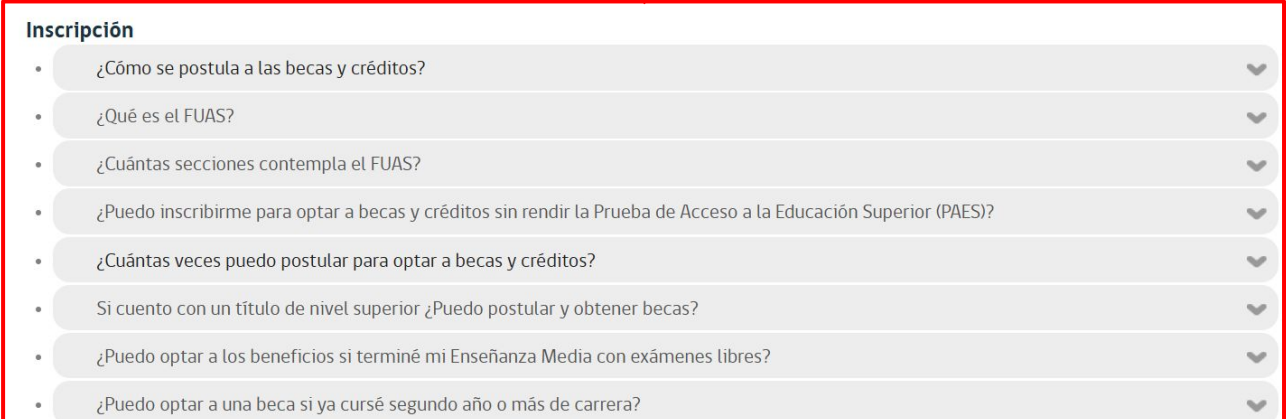 Inscripción
¿Cómo se postula a las becas y créditos?
¿Qué es el FUAS?
¿Cuántas secciones contempla el FUAS?
¿Puedo inscribirme para optar a becas y créditos sin rendir la Prueba de Acceso a la Educación Superior (PAES)?
¿Cuántas veces puedo postular para optar a becas y créditos?
Si cuento con un título de nivel superior ¿Puedo postular y obtener becas?
¿Puedo optar a los beneficios si terminé mi Enseñanza Media con exámenes libres?
¿Puedo optar a una beca si ya cursé segundo año o más de carrera?